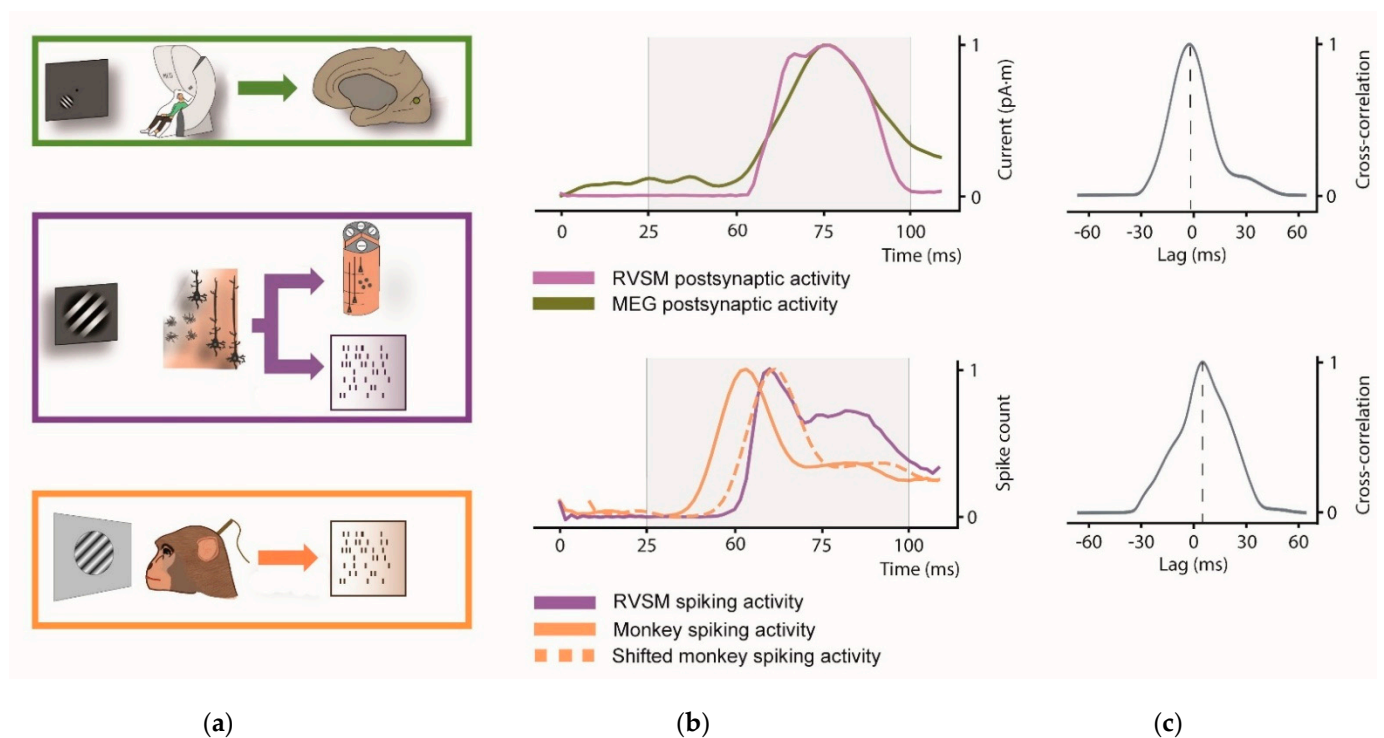 1
Current (pA·m)
0
0 25 60 75 100
Time (ms)
RVSM postsynaptic activity
MEG postsynaptic activity
1
Cross-correlation
0
-60 -30 0 30 60
Lag (ms)
1
Spike count
0
0 25 60 75 100
Time (ms)
RVSM spiking activity
Monkey spiking activity
Shifted monkey spiking activity
1
Cross-correlation
0
-60 -30 0 30 60
Lag (ms)
(a) (b) (c)